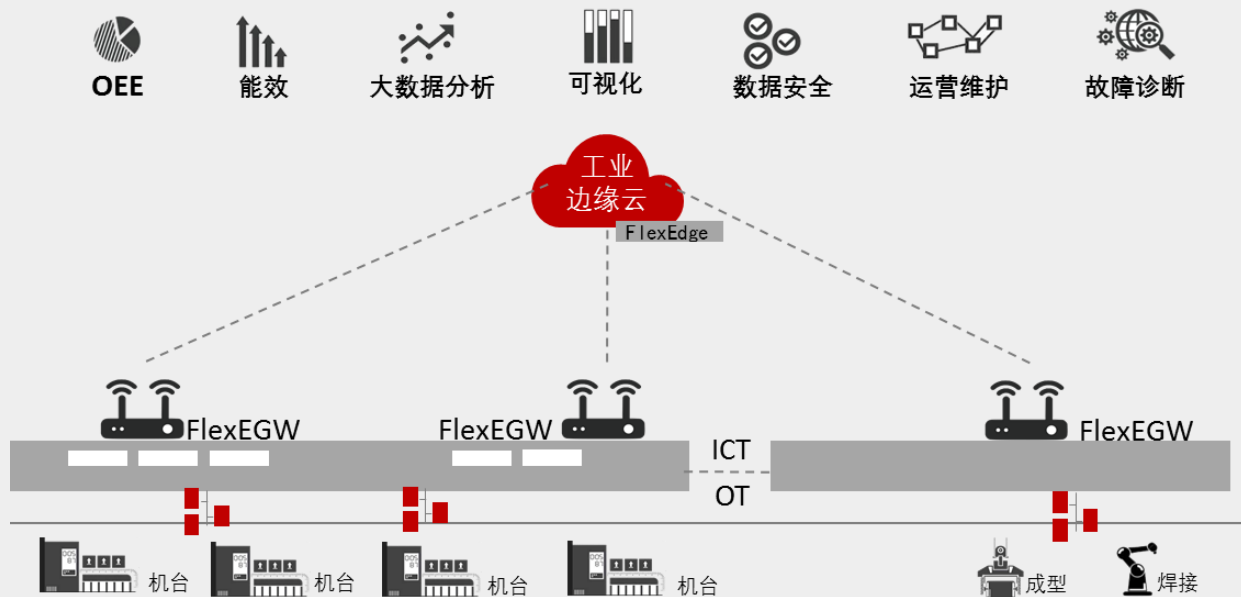 OEE
能效
大数据分析
可视化
数据安全
运营维护
故障诊断
工业
边缘云
FlexEdge
FlexEGW
FlexEGW
FlexEGW
ICT
OT
机台
机台
机台
机台
成型
焊接